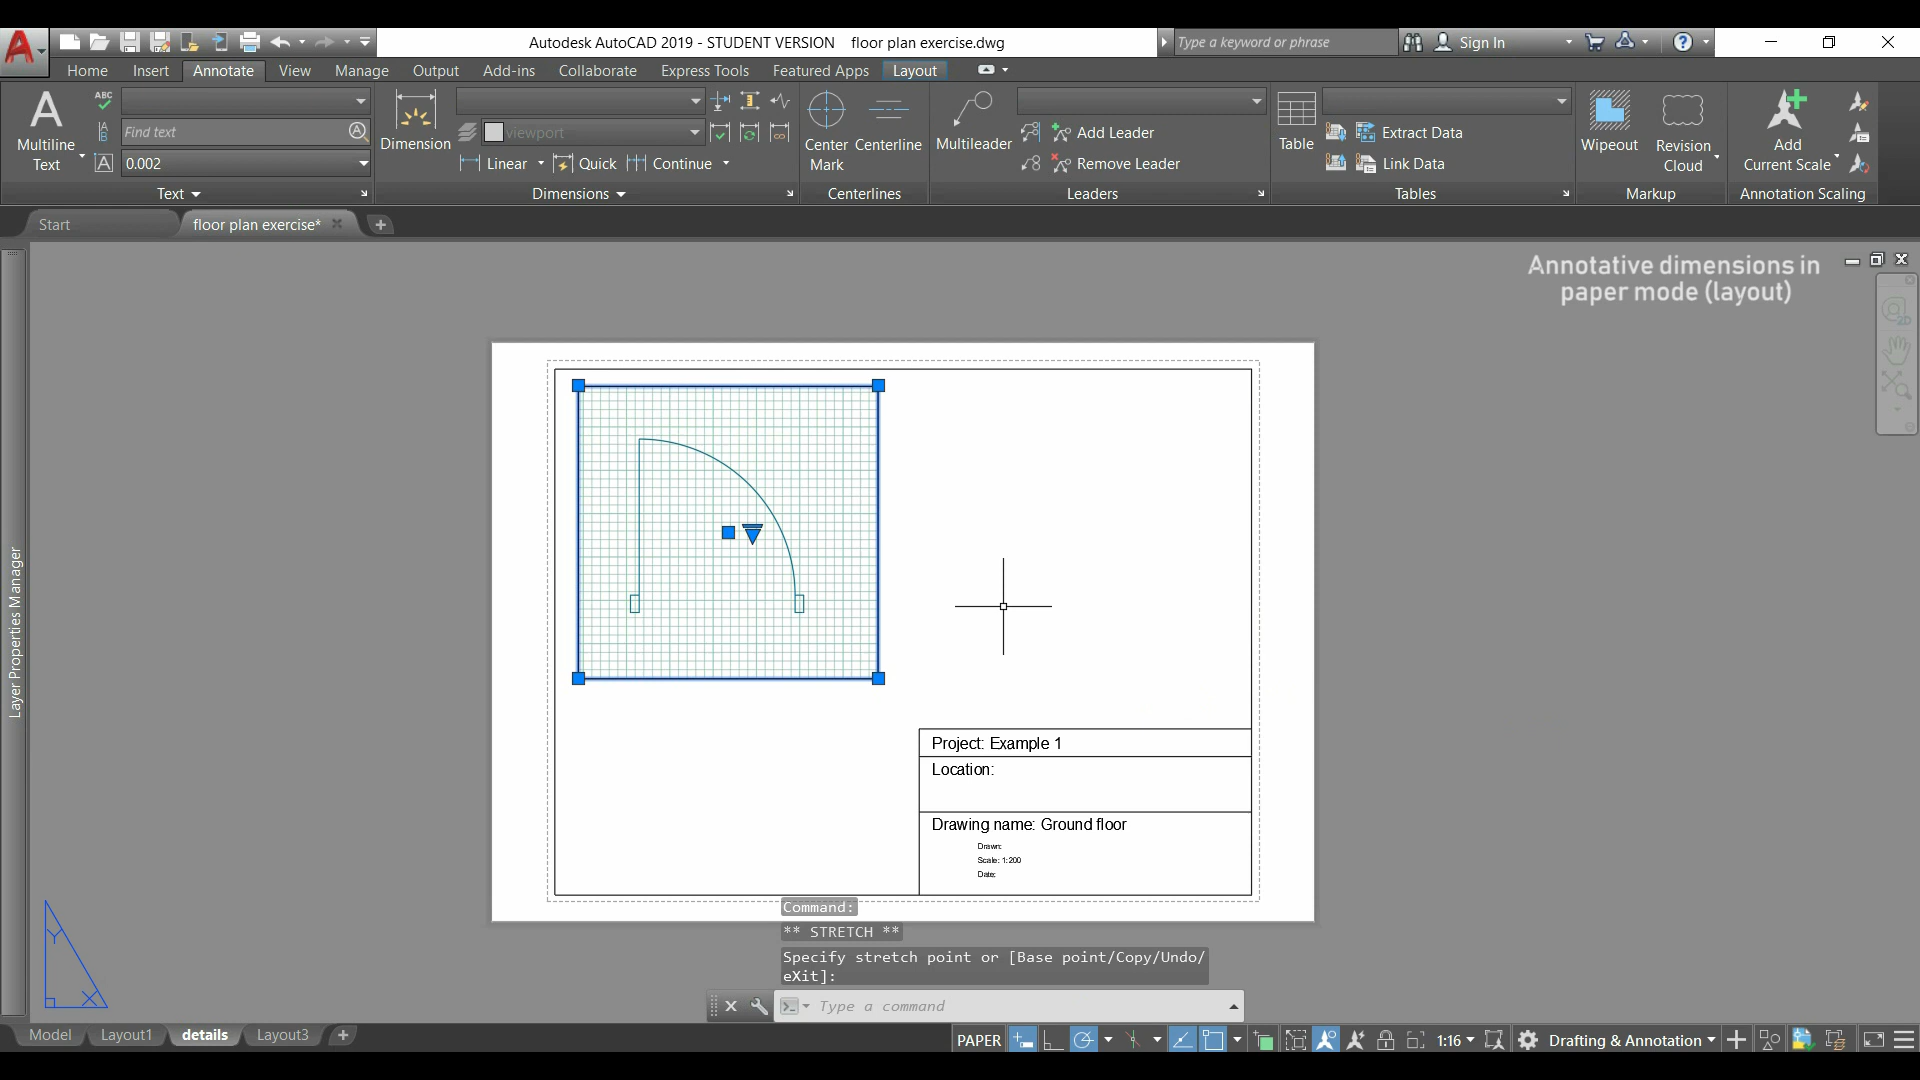 Autodesk AutoCAD 2019 - STUDENT VERSION floor plan exercise.dwg
Type a keyword or phrase
Sign In
Home Insert Annotate View Manage Output Add-ins Collaborate Express Tools Featured Apps Layout
Multiline
Text
ABC
Find text
0.002
Text
Dimension
viewport
Linear Quick Continue
Dimensions
Center
Mark
Centerline
Centerlines
Multileader
Add Leader
Remove Leader
Leaders
Table
Extract Data
Link Data
Tables
Wipeout
Revision
Cloud
Markup
Add
Current Scale
Annotation Scaling
Start
floor plan exercise*
Annotative dimensions in
paper mode (layout)
2D
Layer Properties Manager
Project: Example 1
Location:
Drawing name: Ground floor
Drawn:
Scale: 1:200
Date:
Command:
** STRETCH **
Specify stretch point or [Base point/Copy/Undo/
eXit]:
Type a command
Y
X
Model Layout1 details Layout3
PAPER
1:16
Drafting & Annotation